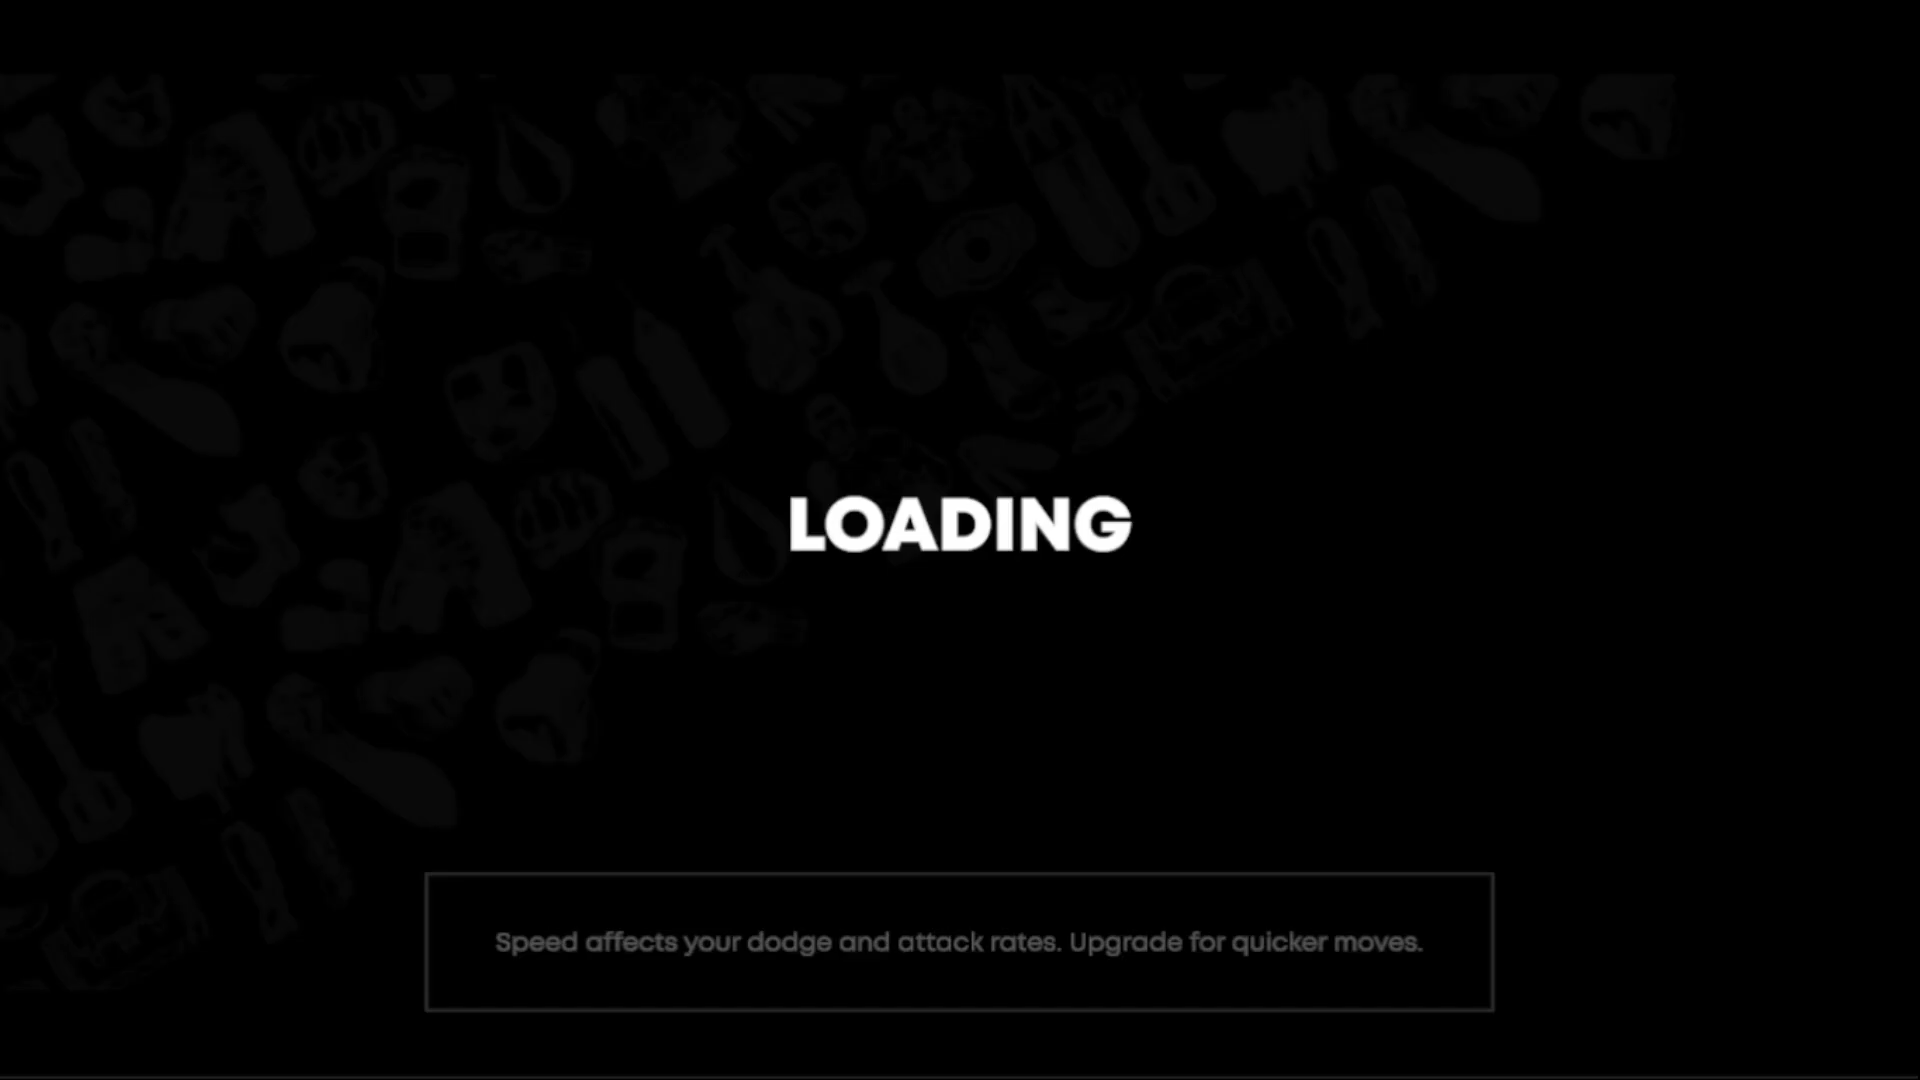 LOADING
Speed affects your dodge and attack rates. Upgrade for quicker moves.